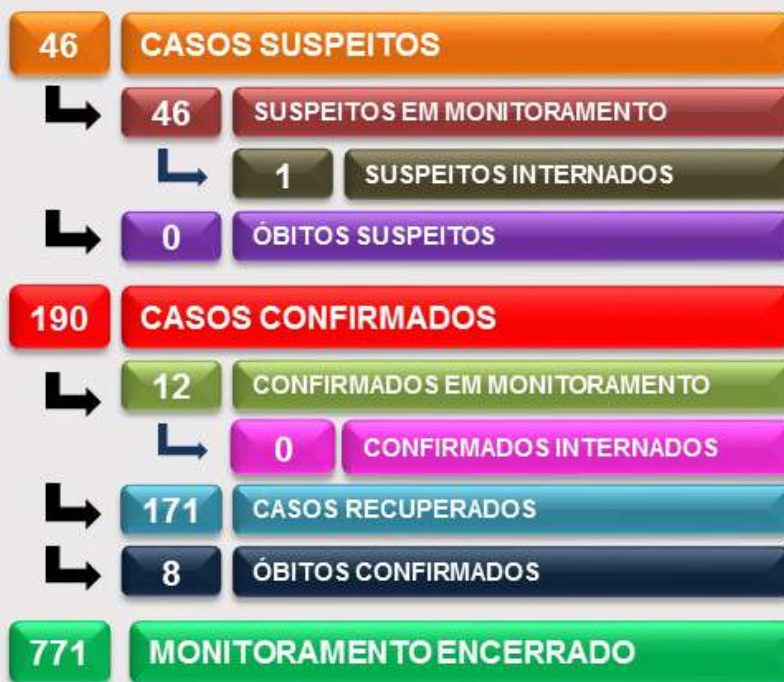 46 CASOS SUSPEITOS
46 SUSPEITOS EM MONITORAMENTO
1 SUSPEITOS INTERNADOS
0 ÓBITOS SUSPEITOS
190 CASOS CONFIRMADOS
12 CONFIRMADOS EM MONITORAMENTO
0 CONFIRMADOS INTERNADOS
171 CASOS RECUPERADOS
8 ÓBITOS CONFIRMADOS
771 MONITORAMENTO ENCERRADO